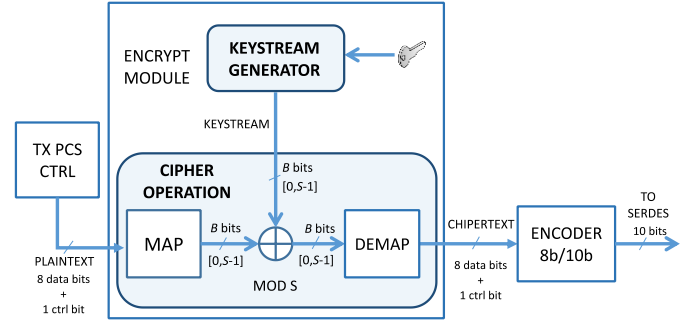 ENCRYPT
MODULE
KEYSTREAM
GENERATOR
KEYSTREAM
TX PCS
CTRL
CIPHER
OPERATION
B bits
[0,S-1]
MAP
B bits
[0,S-1]
B bits
[0,S-1]
MOD S
DEMAP
PLAINTEXT
8 data bits
+
1 ctrl bit
CHIPERTEXT
8 data bits
+
1 ctrl bit
ENCODER
8b/10b
TO
SERDES
10 bits